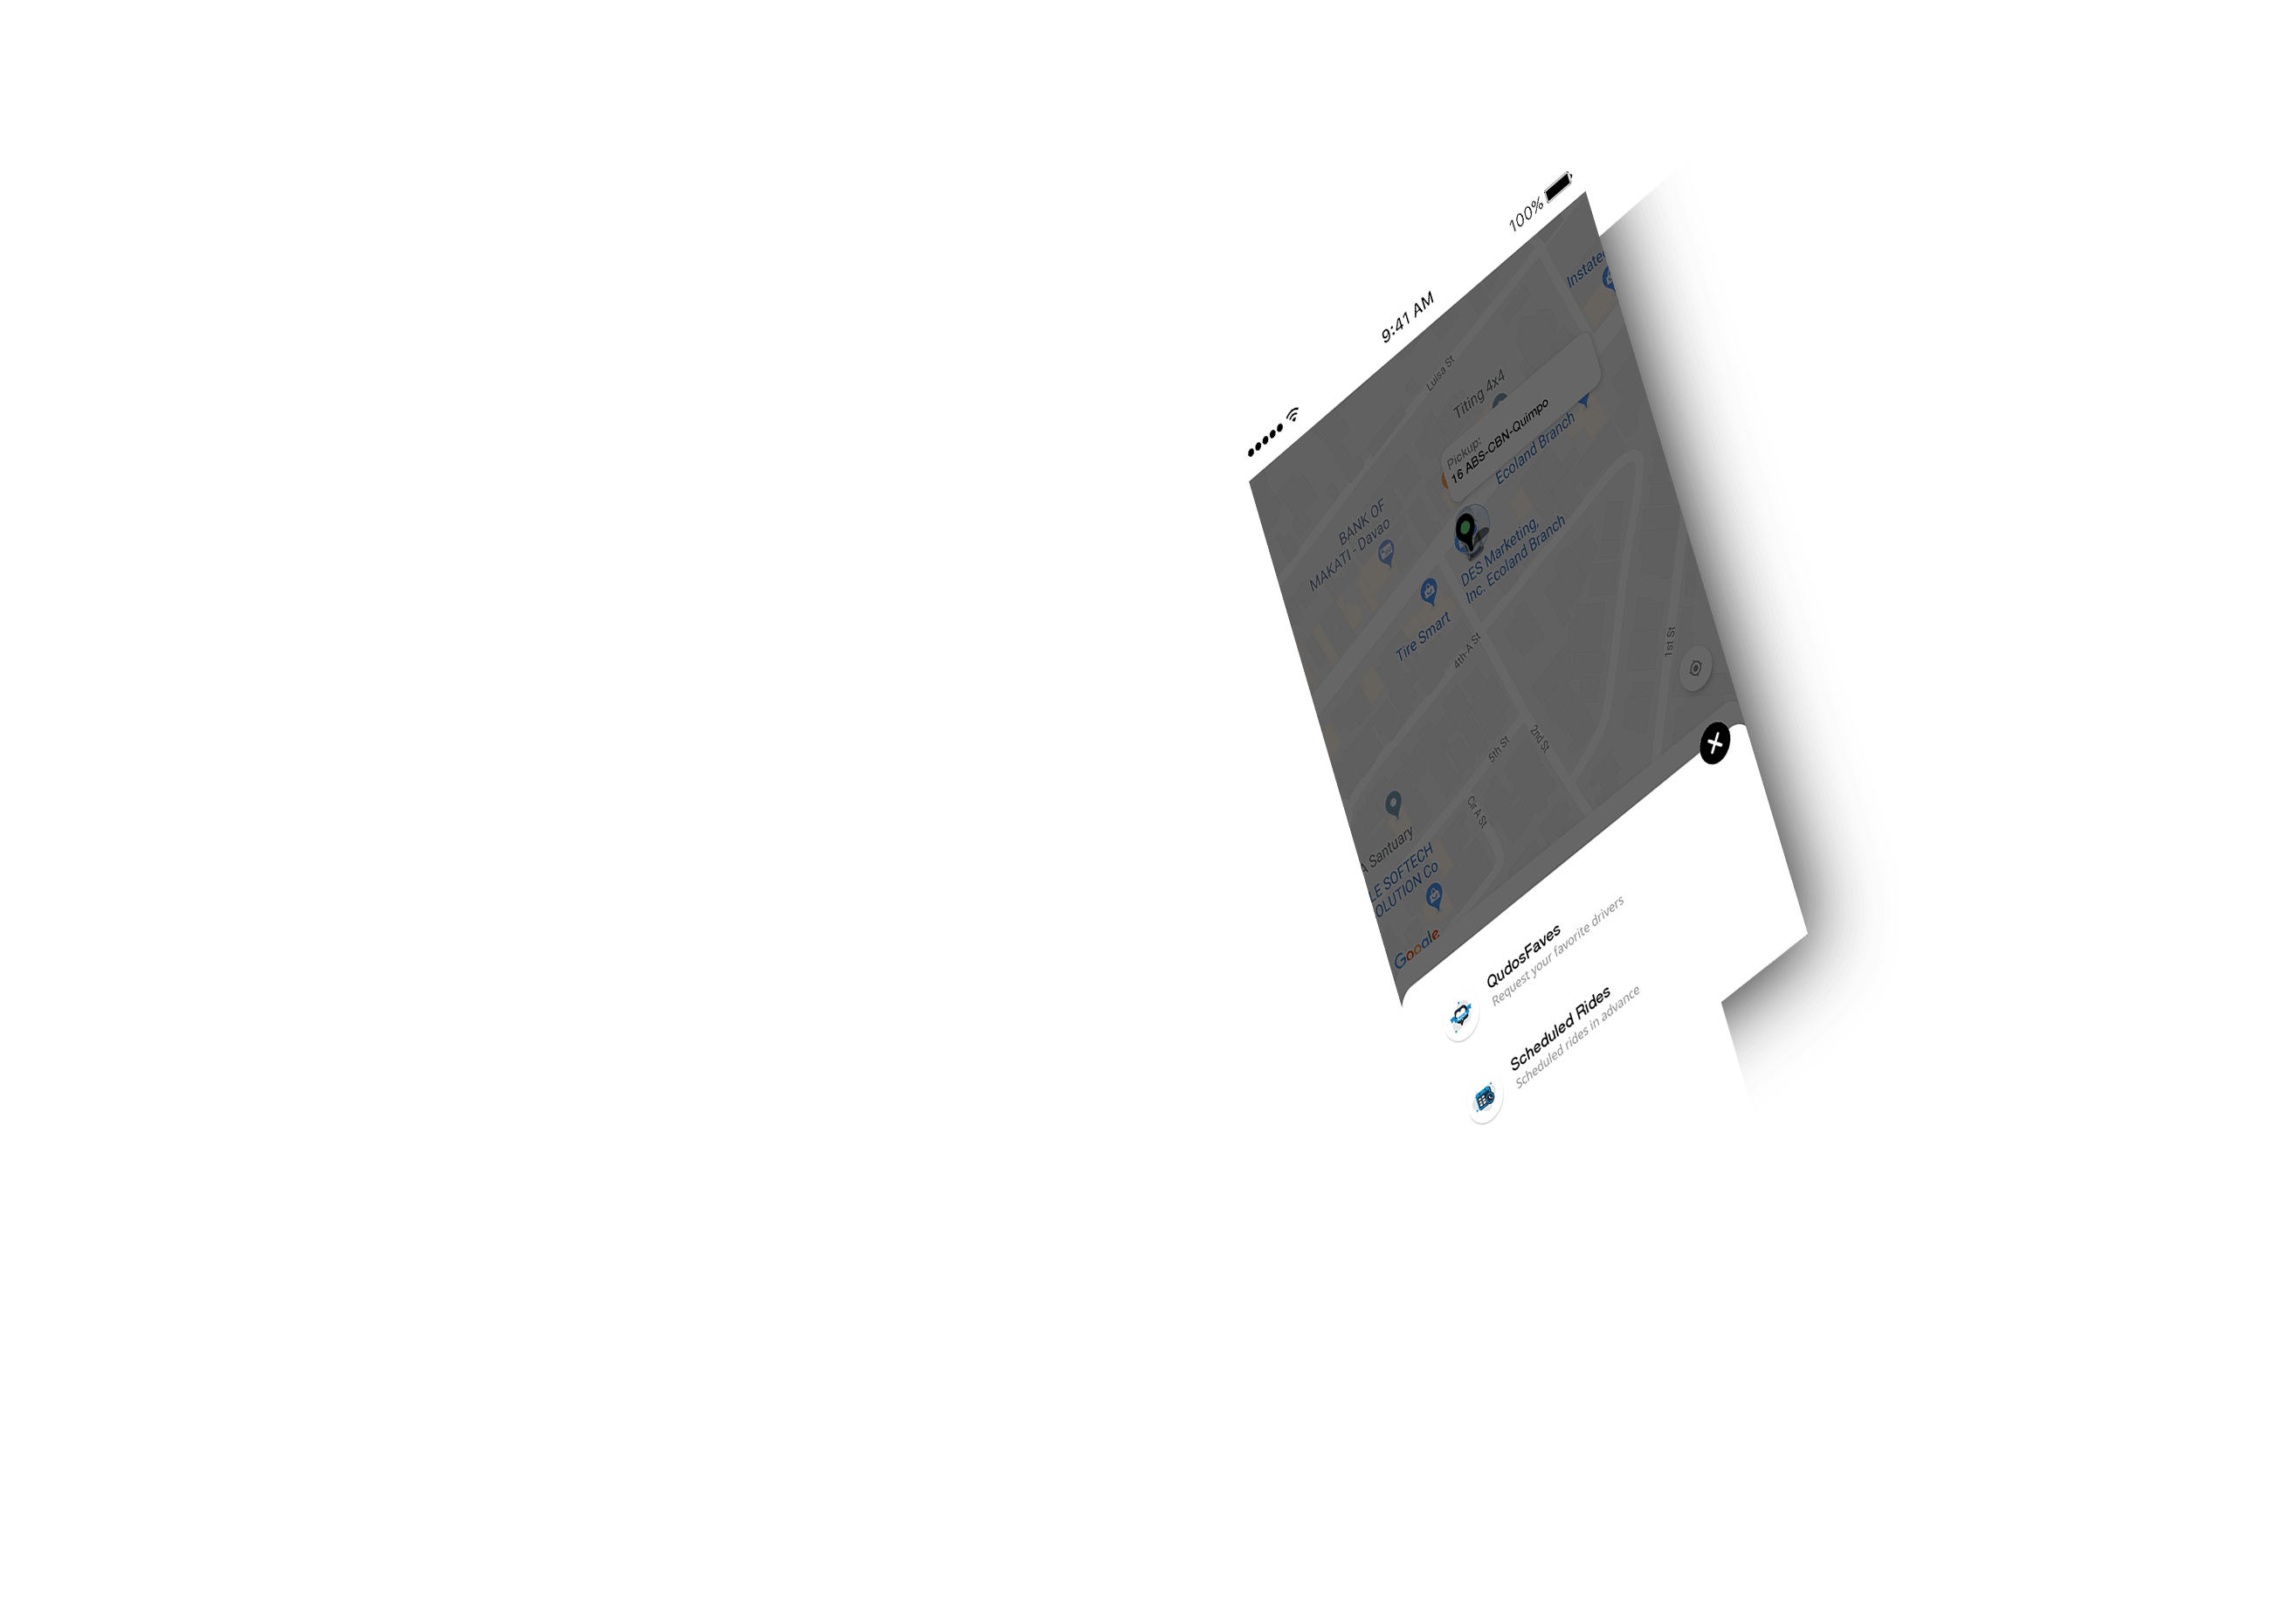 9:41 AM
100%
Instate
Luisa St
Titing 4x4
Pickup:
16 ABS-CBN-Quimpo
Ecoland Branch
BANK OF
MAKATI - Davao
DES Marketing,
Inc. Ecoland Branch
Tire Smart
4th-A St
1st St
5th St
2nd St
Cir A St
A Santuary
LE SOFTECH
OLUTION Co
Google
QudosFaves
Request your favorite drivers
Scheduled Rides
Scheduled rides in advance